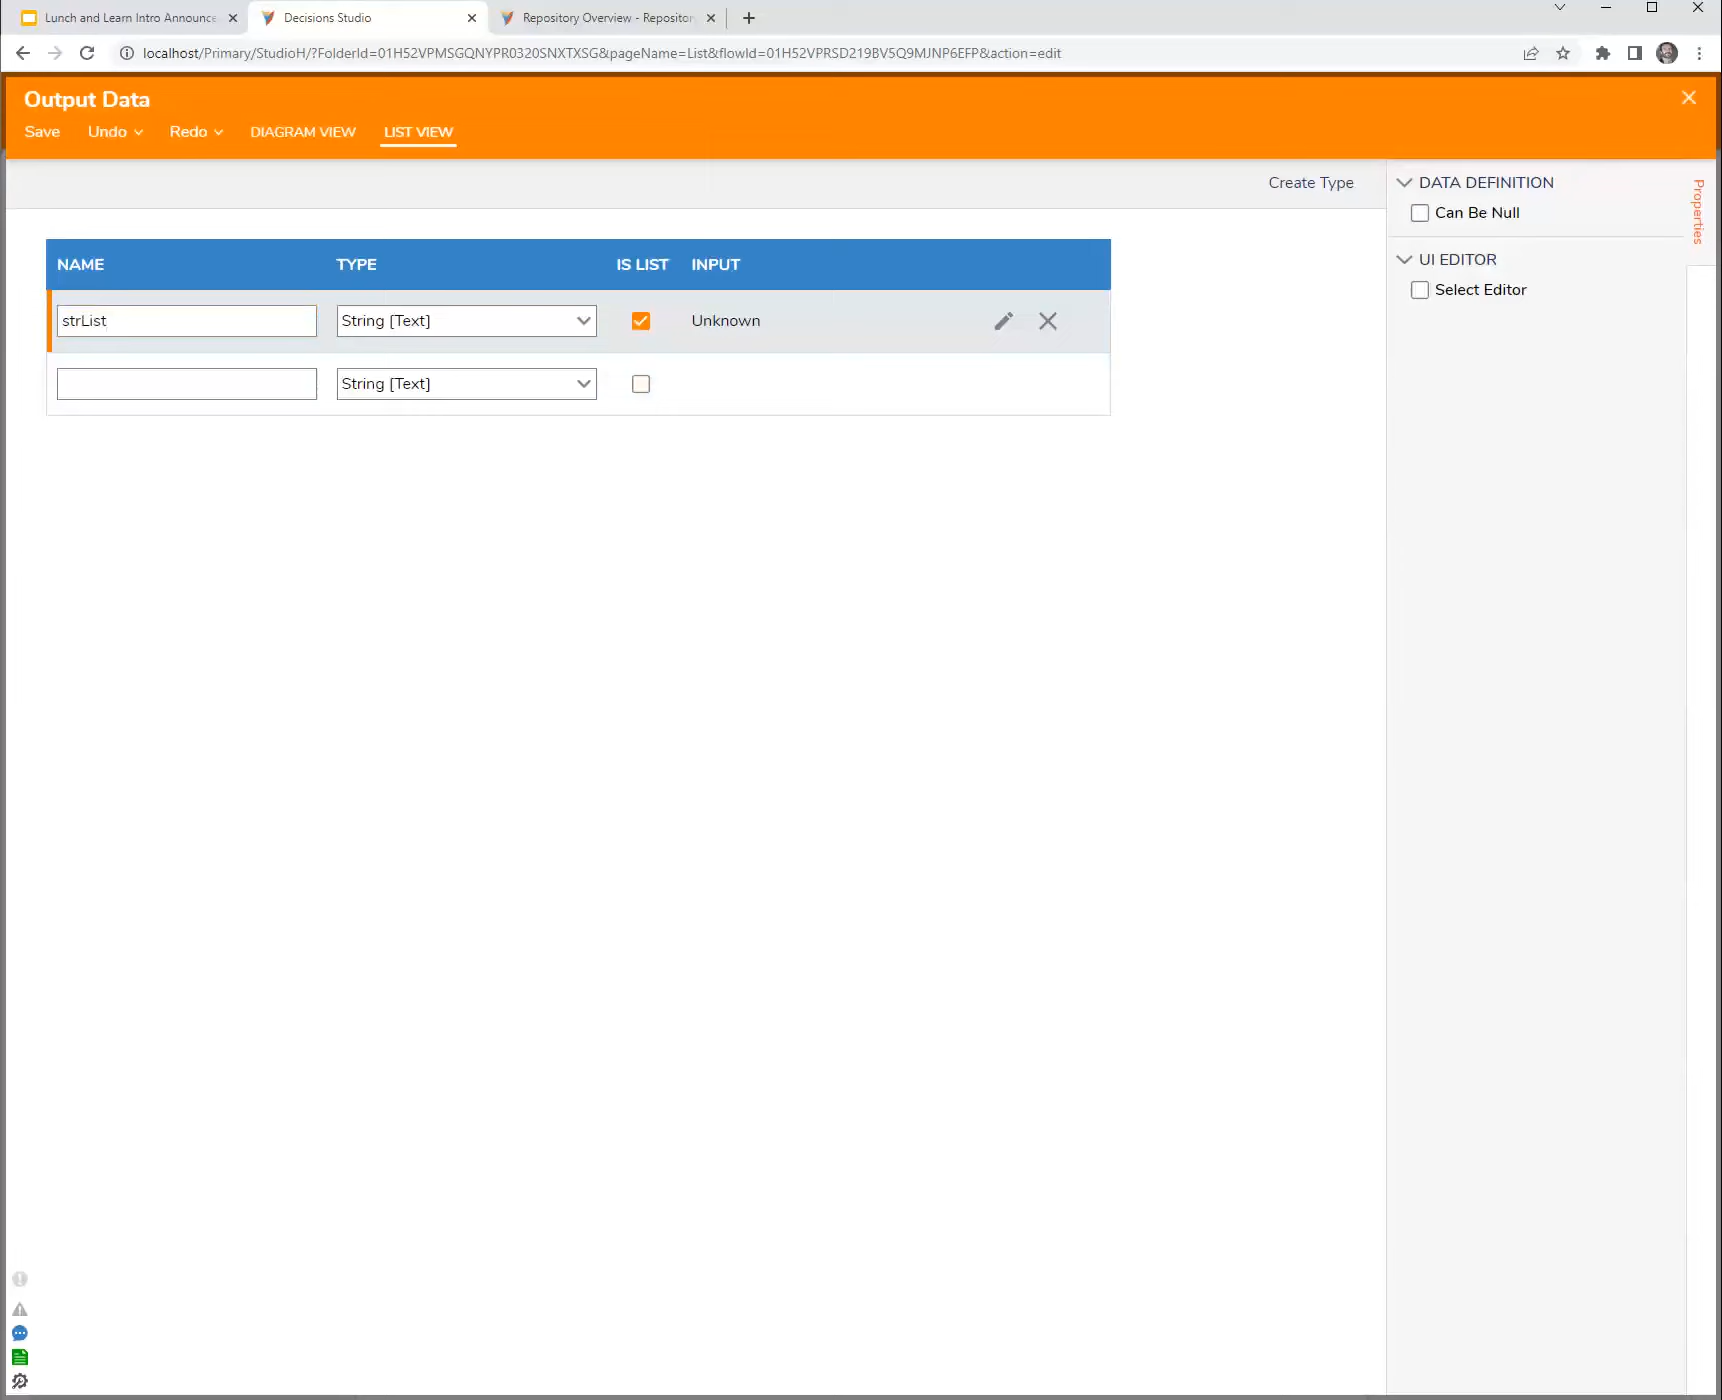 Lunch and Learn Intro Announce
Decisions Studio
Repository Overview - Repositor
localhost/Primary/StudioH/?FolderId=01H52VPMSGQNYPR0320SNXTXSG&pageName=List&flowId=01H52VPRSD219BV5Q9MJNP6EFP&action=edit
Output Data
Save Undo Redo DIAGRAM VIEW LIST VIEW
Create Type
NAME TYPE IS LIST INPUT
strList String [Text] Unknown
String [Text]
DATA DEFINITION
Can Be Null
UI EDITOR
Select Editor
Properties